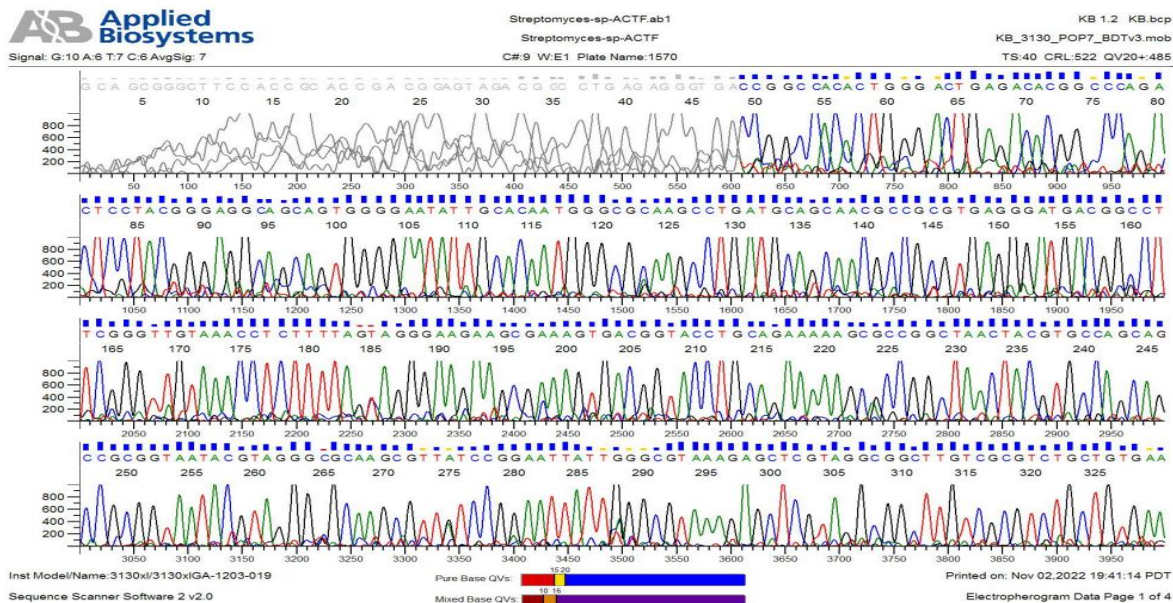 AB Applied Biosystems
Streptomyces-sp-ACTF.ab1
KB 1.2 KB.bcp
Streptomyces-sp-ACTF
KB_3130_POP7_BDTv3.mob
Signal: G:10 A:6 T:7 C:6 AvgSig: 7
C#:9 W:E1 Plate Name:1570
TS:40 CRL:522 QV20+:485
GCAGCGGGCTTCCACCGCACCGACGGAGTAGACGGCCTGAGAGGGTGACCGGCCACACTGGGACTGAGACACGGCCCAGA
5 10 15 20 25 30 35 40 45 50 55 60 65 70 75 80
800
600
400
200
50 100 150 200 250 300 350 400 450 500 550 600 650 700 750 800 850 900 950
CTCCTACGGGAGGCAGCAGTGGGGAATATTGCACAATGGGCGCAAGCCTGATGCAGCAACGCCGCGTGAGGGATGACGGCCT
85 90 95 100 105 110 115 120 125 130 135 140 145 150 155 160
800
600
400
200
1050 1100 1150 1200 1250 1300 1350 1400 1450 1500 1550 1600 1650 1700 1750 1800 1850 1900 1950
TCGGGTTGTAAACCTCTTTTAGTAGGGAAGAAGCGAAAGTGACGGTACCTGCAGAAAAAGCGCCGGCTAACTACGTGCCAGCAG
165 170 175 180 185 190 195 200 205 210 215 220 225 230 235 240 245
800
600
400
200
2050 2100 2150 2200 2250 2300 2350 2400 2450 2500 2550 2600 2650 2700 2750 2800 2850 2900 2950
CCGCGGTAATACGTAGGGCGCAAGCGTTATCCGGAATTATTGGGCGTAAAGAGCTCGTAGGCGGCTTGTCGCGTCTGCTGTGAA
250 255 260 265 270 275 280 285 290 295 300 305 310 315 320 325
800
600
400
200
3050 3100 3150 3200 3250 3300 3350 3400 3450 3500 3550 3600 3650 3700 3750 3800 3850 3900 3950
Inst Model/Name:3130xl/3130xlGA-1203-019
Pure Base QVs: 15 20
Printed on: Nov 02,2022 19:41:14 PDT
Sequence Scanner Software 2 v2.0
Mixed Base QVs: 10 16
Electropherogram Data Page 1 of 4